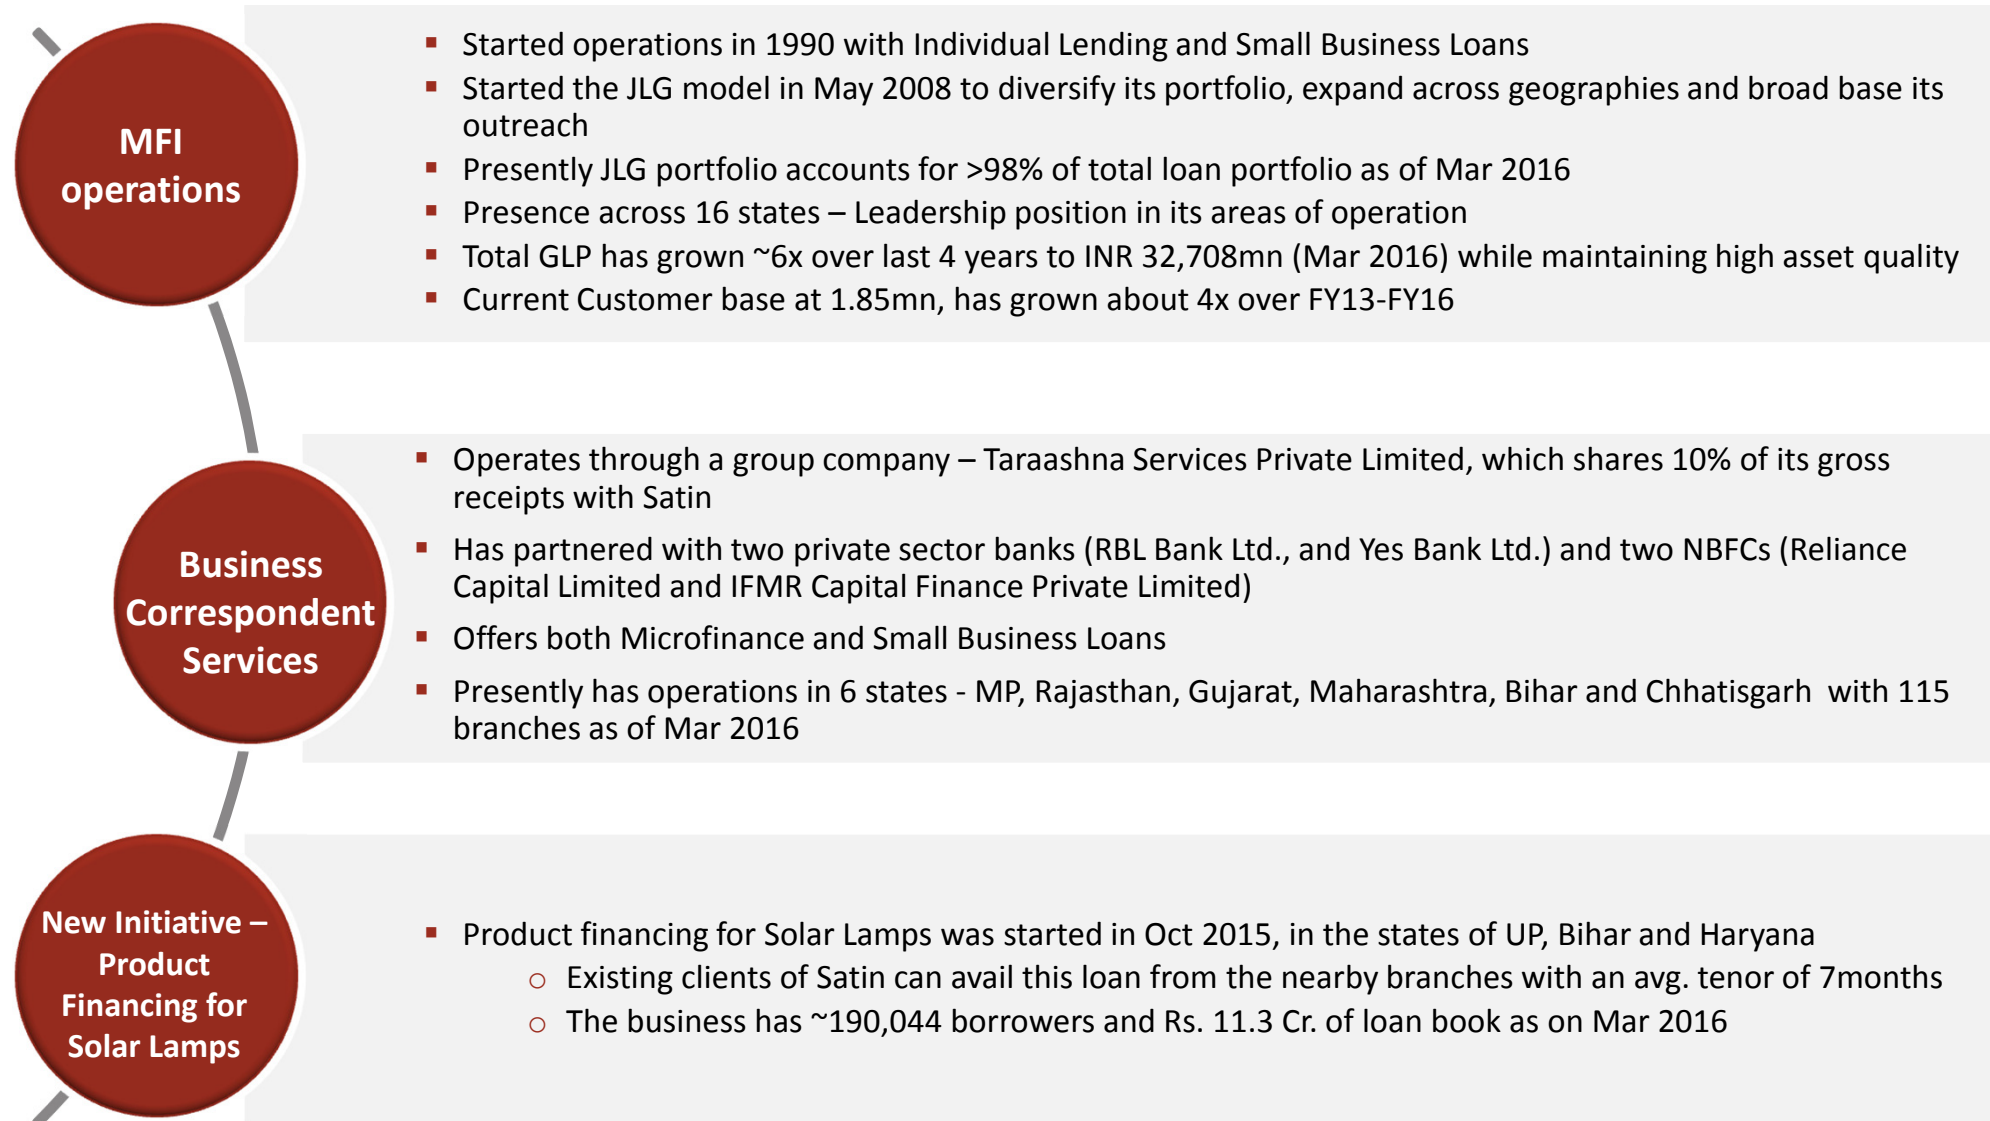 MFI
operations
▪ Started operations in 1990 with Individual Lending and Small Business Loans
▪ Started the JLG model in May 2008 to diversify its portfolio, expand across geographies and broad base its
outreach
▪ Presently JLG portfolio accounts for >98% of total loan portfolio as of Mar 2016
▪ Presence across 16 states – Leadership position in its areas of operation
▪ Total GLP has grown ~6x over last 4 years to INR 32,708mn (Mar 2016) while maintaining high asset quality
▪ Current Customer base at 1.85mn, has grown about 4x over FY13-FY16
Business
Correspondent
Services
▪ Operates through a group company – Taraashna Services Private Limited, which shares 10% of its gross
receipts with Satin
▪ Has partnered with two private sector banks (RBL Bank Ltd., and Yes Bank Ltd.) and two NBFCs (Reliance
Capital Limited and IFMR Capital Finance Private Limited)
▪ Offers both Microfinance and Small Business Loans
▪ Presently has operations in 6 states - MP, Rajasthan, Gujarat, Maharashtra, Bihar and Chhatisgarh  with 115
branches as of Mar 2016
New Initiative –
Product
Financing for
Solar Lamps
▪ Product financing for Solar Lamps was started in Oct 2015, in the states of UP, Bihar and Haryana
o Existing clients of Satin can avail this loan from the nearby branches with an avg. tenor of 7months
o The business has ~190,044 borrowers and Rs. 11.3 Cr. of loan book as on Mar 2016